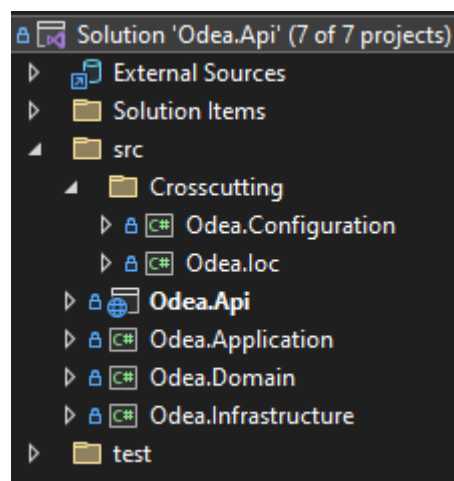 Solution 'Odea.Api' (7 of 7 projects)
External Sources
Solution Items
src
Crosscutting
C# Odea.Configuration
C# Odea.Ioc
Odea.Api
C# Odea.Application
C# Odea.Domain
C# Odea.Infrastructure
test